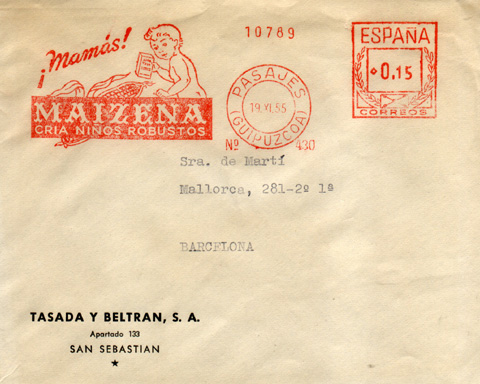 ¡Mamás!
MAIZENA
CRIA NIÑOS ROBUSTOS
10789
PASAJES
19 XI.55
(GUIPUZCOA)
Nº 430
ESPAÑA
0,15
CORREOS
Sra. de Martí
Mallorca, 281-2º 1ª
BARCELONA
TASADA Y BELTRAN, S. A.
Apartado 133
SAN SEBASTIAN